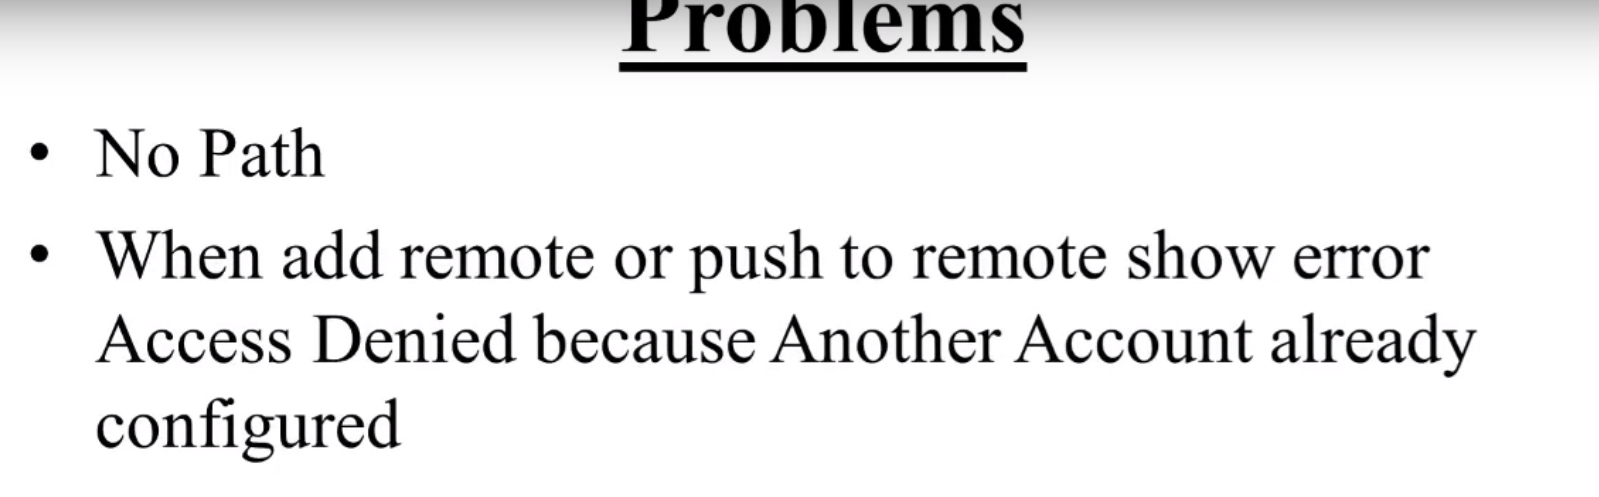 Problems
• No Path
• When add remote or push to remote show error
Access Denied because Another Account already
configured